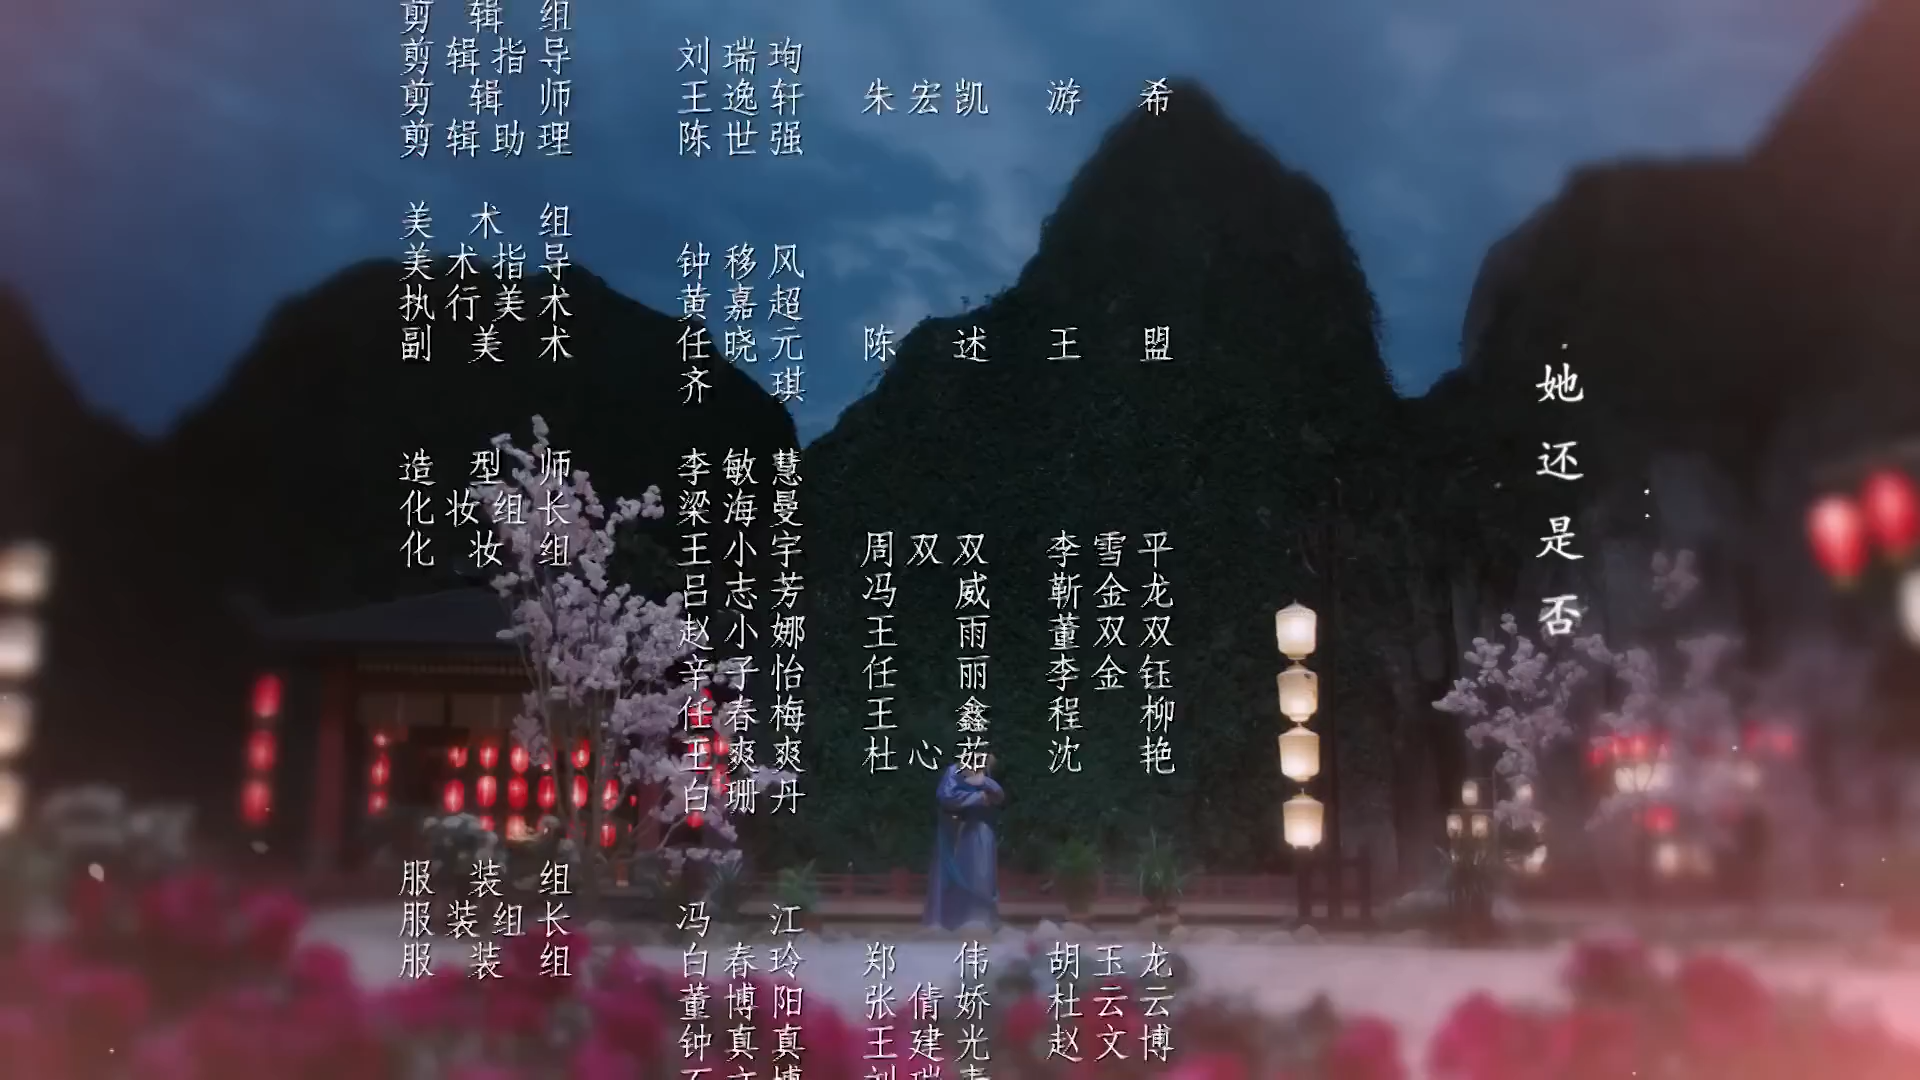 剪辑组
剪辑指导 刘瑞珣
剪辑师 王逸轩 朱宏凯 游希
剪辑助理 陈世强
美术组
美术指导 钟移风
执行美术 黄嘉超
副美术 任晓元 陈述 王盟
齐琪
造型师 李敏慧
化妆组长 梁海曼
化妆组 王小宇 周双双 李雪平
吕志芳 冯威 靳金龙
赵小娜 王雨 董双双
辛子怡 任丽 李金钰
任春梅 王鑫 程柳
王爽爽 杜心茹 沈艳
白珊丹
服装组
服装组长 冯江
服装组 白春玲 郑伟 胡玉龙
董博阳 张倩娇 杜云云
钟真真 王建光 赵文博
她还是否